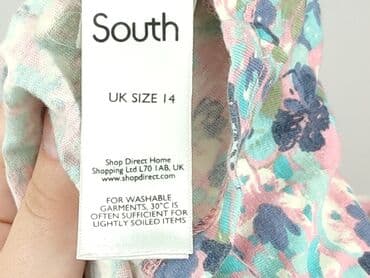 South
UK SIZE 14
Shop Direct Home
Shopping Ltd L70 1AB, UK
www.shopdirect.com
FOR WASHABLE
GARMENTS, 30°C IS
OFTEN SUFFICIENT FOR
LIGHTLY SOILED ITEMS